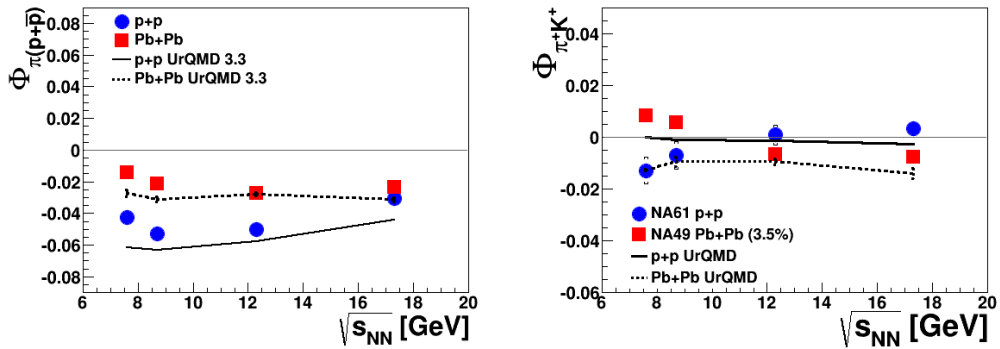 Φπ(p+p̅)
0.08
0.06
0.04
0.02
0
-0.02
-0.04
-0.06
-0.08
p+p
Pb+Pb
p+p UrQMD 3.3
Pb+Pb UrQMD 3.3
6 8 10 12 14 16 18 20
√sNN [GeV]
Φπ+K+
0.04
0.02
0
-0.02
-0.04
-0.06
NA61 p+p
NA49 Pb+Pb (3.5%)
p+p UrQMD
Pb+Pb UrQMD
6 8 10 12 14 16 18 20
√sNN [GeV]